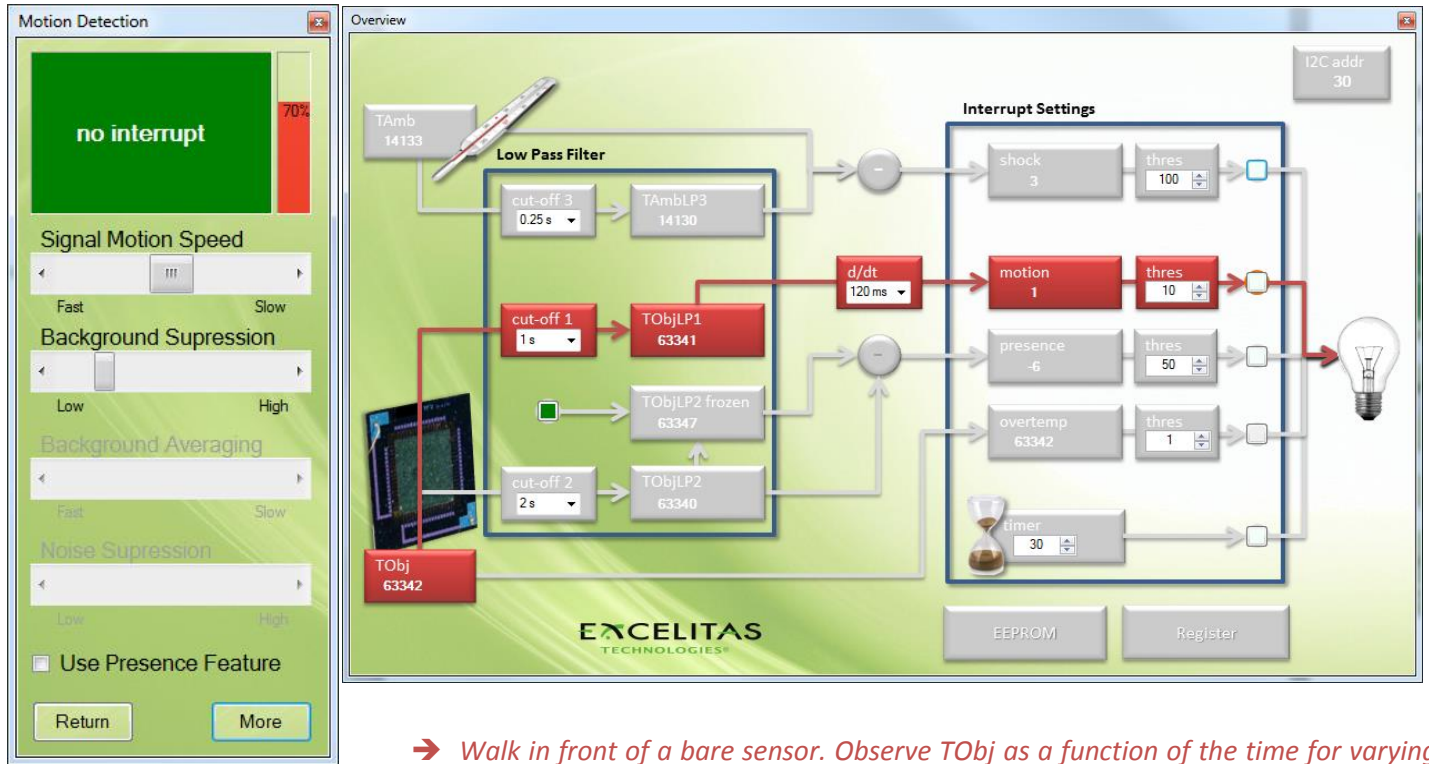 Motion Detection
no interrupt
70%
Signal Motion Speed
Fast Slow
Background Supression
Low High
Background Averaging
Fast Slow
Noise Supression
Low High
Use Presence Feature
Return More
Overview
I2C addr
30
TAmb
14133
Interrupt Settings
Low Pass Filter
shock
3
thres
100
cut-off 3
0.25 s
TAmbLP3
14130
d/dt
120 ms
motion
1
thres
10
cut-off 1
1 s
TObjLP1
63341
presence
-6
thres
50
TObjLP2 frozen
63347
overtemp
63342
thres
1
cut-off 2
2 s
TObjLP2
63340
timer
30
TObj
63342
EXCELITAS
TECHNOLOGIES®
EEPROM
Register
➔ Walk in front of a bare sensor. Observe TObj as a function of the time for varying